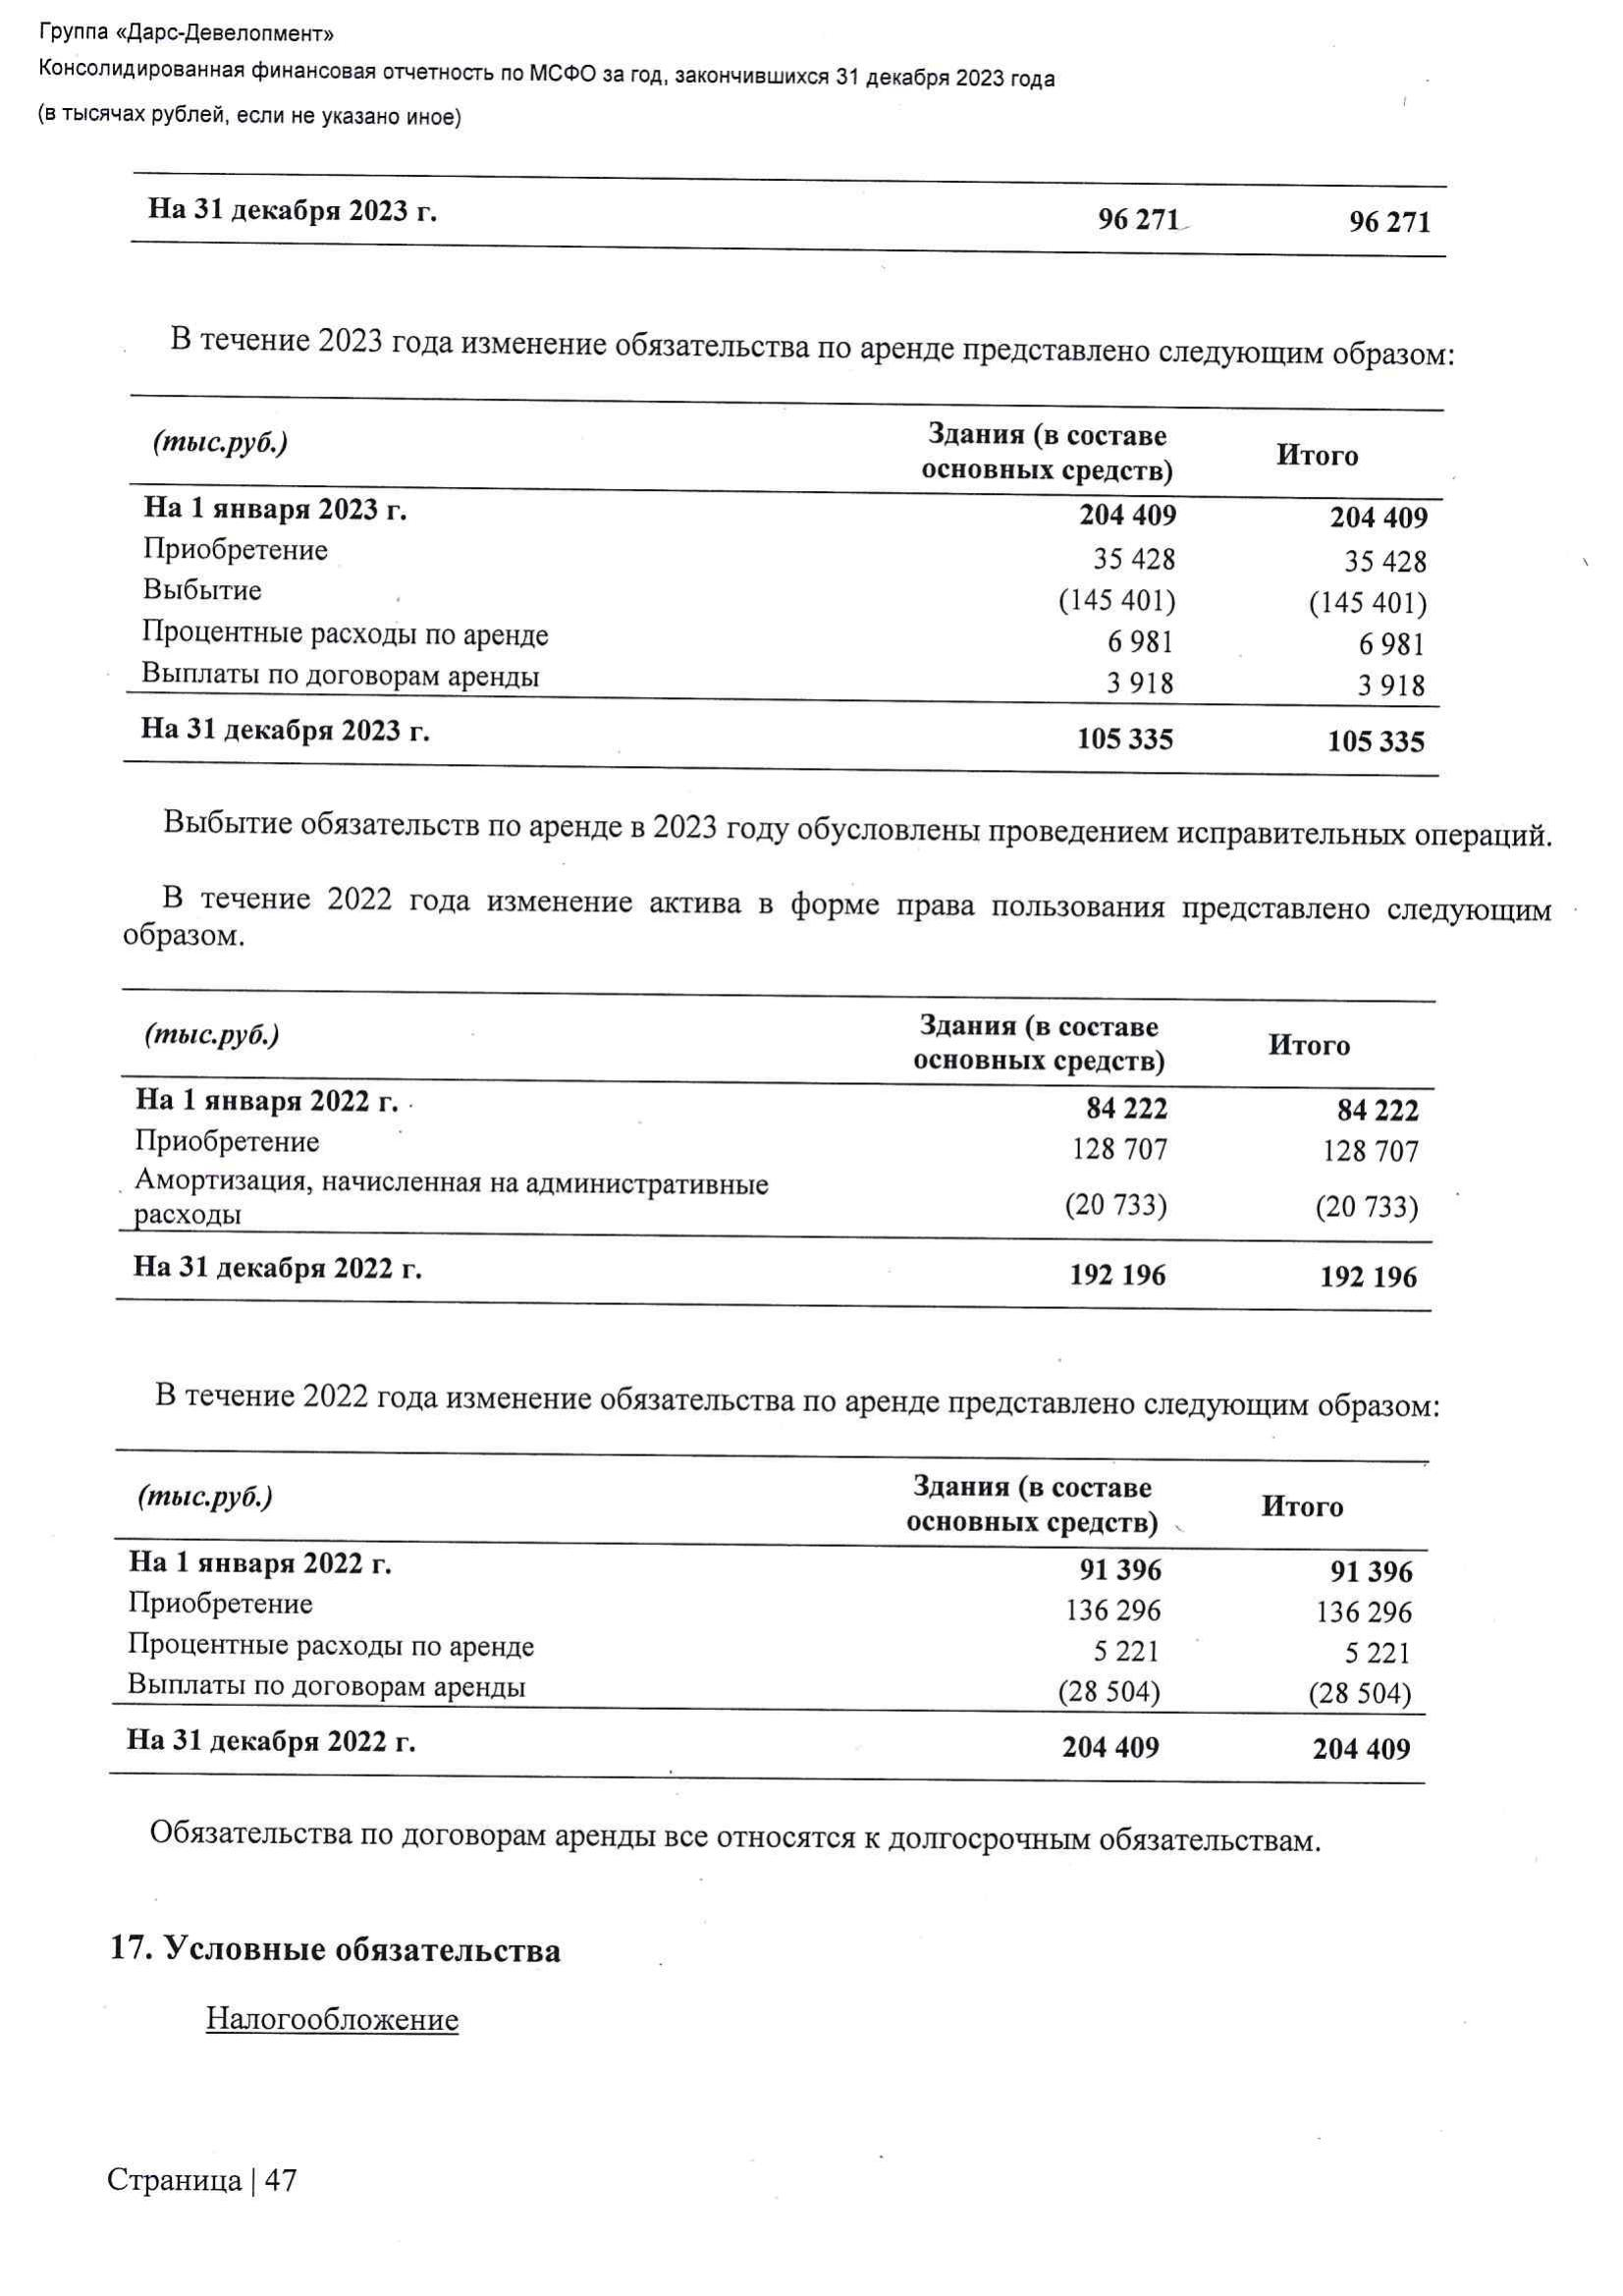 Группа «Дарс-Девелопмент»
Консолидированная финансовая отчетность по МСФО за год, закончившихся 31 декабря 2023 года
(в тысячах рублей, если не указано иное)
На 31 декабря 2023 г. 96 271 96 271
В течение 2023 года изменение обязательства по аренде представлено следующим образом:
(тыс.руб.) Здания (в составе основных средств) Итого
На 1 января 2023 г. 204 409 204 409
Приобретение 35 428 35 428
Выбытие (145 401) (145 401)
Процентные расходы по аренде 6 981 6 981
Выплаты по договорам аренды 3 918 3 918
На 31 декабря 2023 г. 105 335 105 335
Выбытие обязательств по аренде в 2023 году обусловлены проведением исправительных операций.
В течение 2022 года изменение актива в форме права пользования представлено следующим
образом.
(тыс.руб.) Здания (в составе основных средств) Итого
На 1 января 2022 г. 84 222 84 222
Приобретение 128 707 128 707
Амортизация, начисленная на административные
расходы (20 733) (20 733)
На 31 декабря 2022 г. 192 196 192 196
В течение 2022 года изменение обязательства по аренде представлено следующим образом:
(тыс.руб.) Здания (в составе основных средств) Итого
На 1 января 2022 г. 91 396 91 396
Приобретение 136 296 136 296
Процентные расходы по аренде 5 221 5 221
Выплаты по договорам аренды (28 504) (28 504)
На 31 декабря 2022 г. 204 409 204 409
Обязательства по договорам аренды все относятся к долгосрочным обязательствам.
17. Условные обязательства
Налогообложение
Страница | 47